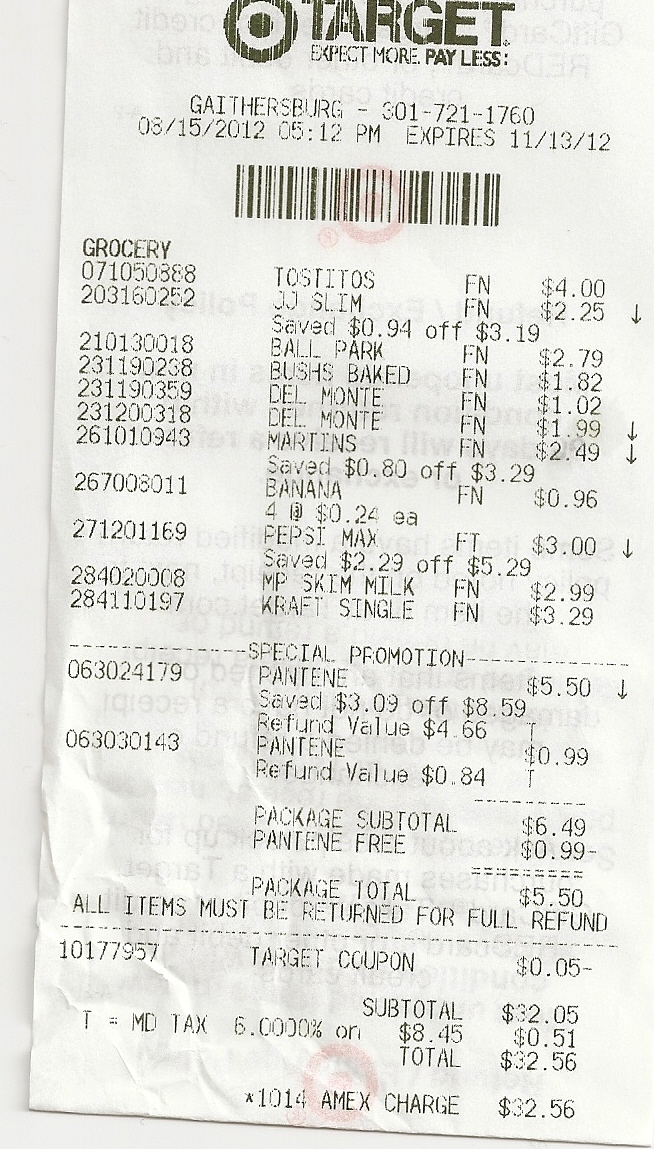 TARGET
EXPECT MORE. PAY LESS.
GAITHERSBURG - 301-721-1760
08/15/2012 05:12 PM EXPIRES 11/13/12
GROCERY
071050888 TOSTITOS FN $4.00
203160252 JJ SLIM FN $2.25 ↓
Saved $0.94 off $3.19
210130018 BALL PARK FN $2.79
231190238 BUSHS BAKED FN $1.82
231190359 DEL MONTE FN $1.02
231200318 DEL MONTE FN $1.99 ↓
261010943 MARTINS FN $2.49 ↓
Saved $0.80 off $3.29
267008011 BANANA FN $0.96
4 @ $0.24 ea
271201169 PEPSI MAX FT $3.00 ↓
Saved $2.29 off $5.29
284020008 MP SKIM MILK FN $2.99
284110197 KRAFT SINGLE FN $3.29
----------------SPECIAL PROMOTION---------------
063024179 PANTENE $5.50 ↓
Saved $3.09 off $8.59
Refund Value $4.66 T
063030143 PANTENE $0.99
Refund Value $0.84 T
----------
PACKAGE SUBTOTAL $6.49
PANTENE FREE $0.99-
=========
PACKAGE TOTAL $5.50
ALL ITEMS MUST BE RETURNED FOR FULL REFUND
------------------------------------------------
10177957 TARGET COUPON $0.05-
SUBTOTAL $32.05
T = MD TAX 6.0000% on $8.45 $0.51
TOTAL $32.56
*1014 AMEX CHARGE $32.56